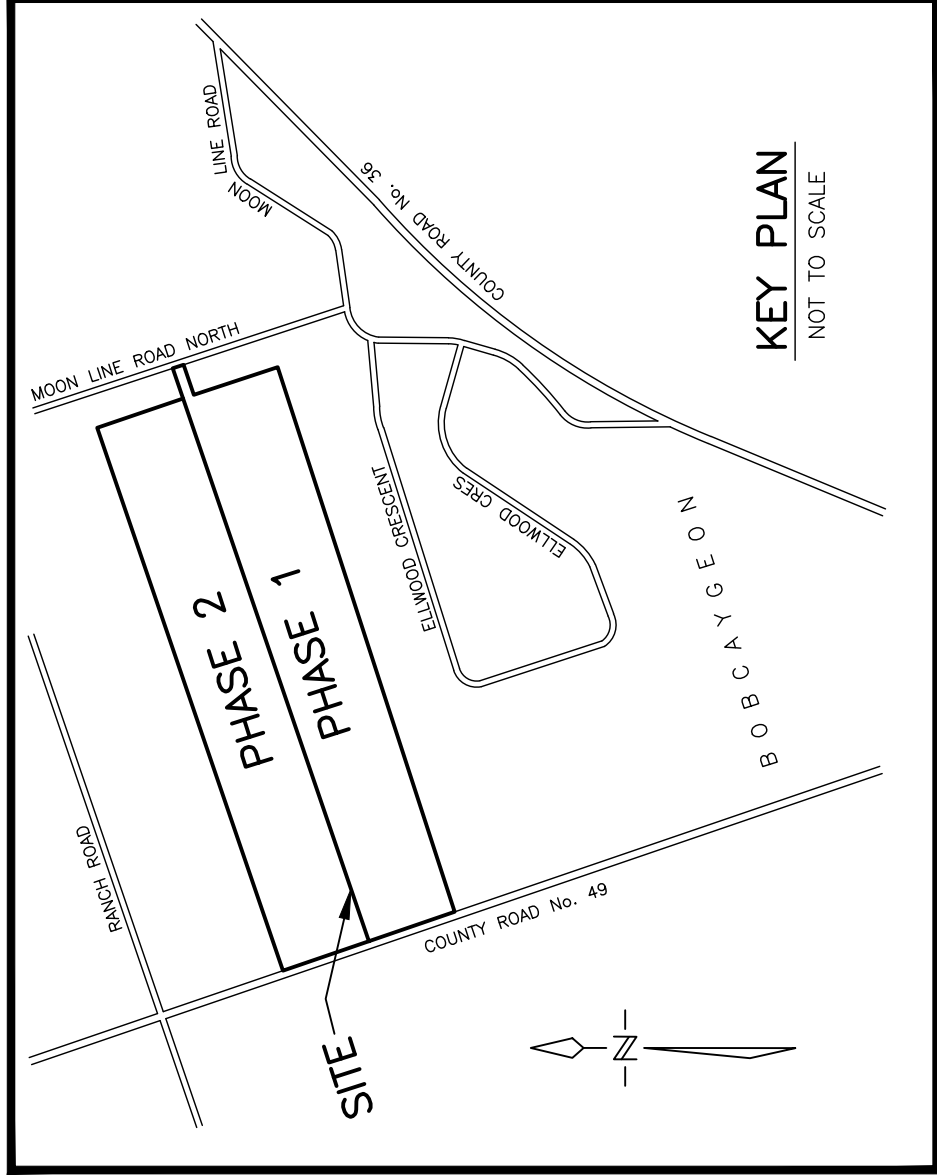 MOON LINE ROAD NORTH
MOON
LINE ROAD
COUNTY ROAD No. 36
RANCH ROAD
PHASE 2
PHASE 1
ELLWOOD CRESCENT
ELLWOOD CRES
BOBCAYGEON
COUNTY ROAD No. 49
SITE
N
KEY PLAN
NOT TO SCALE